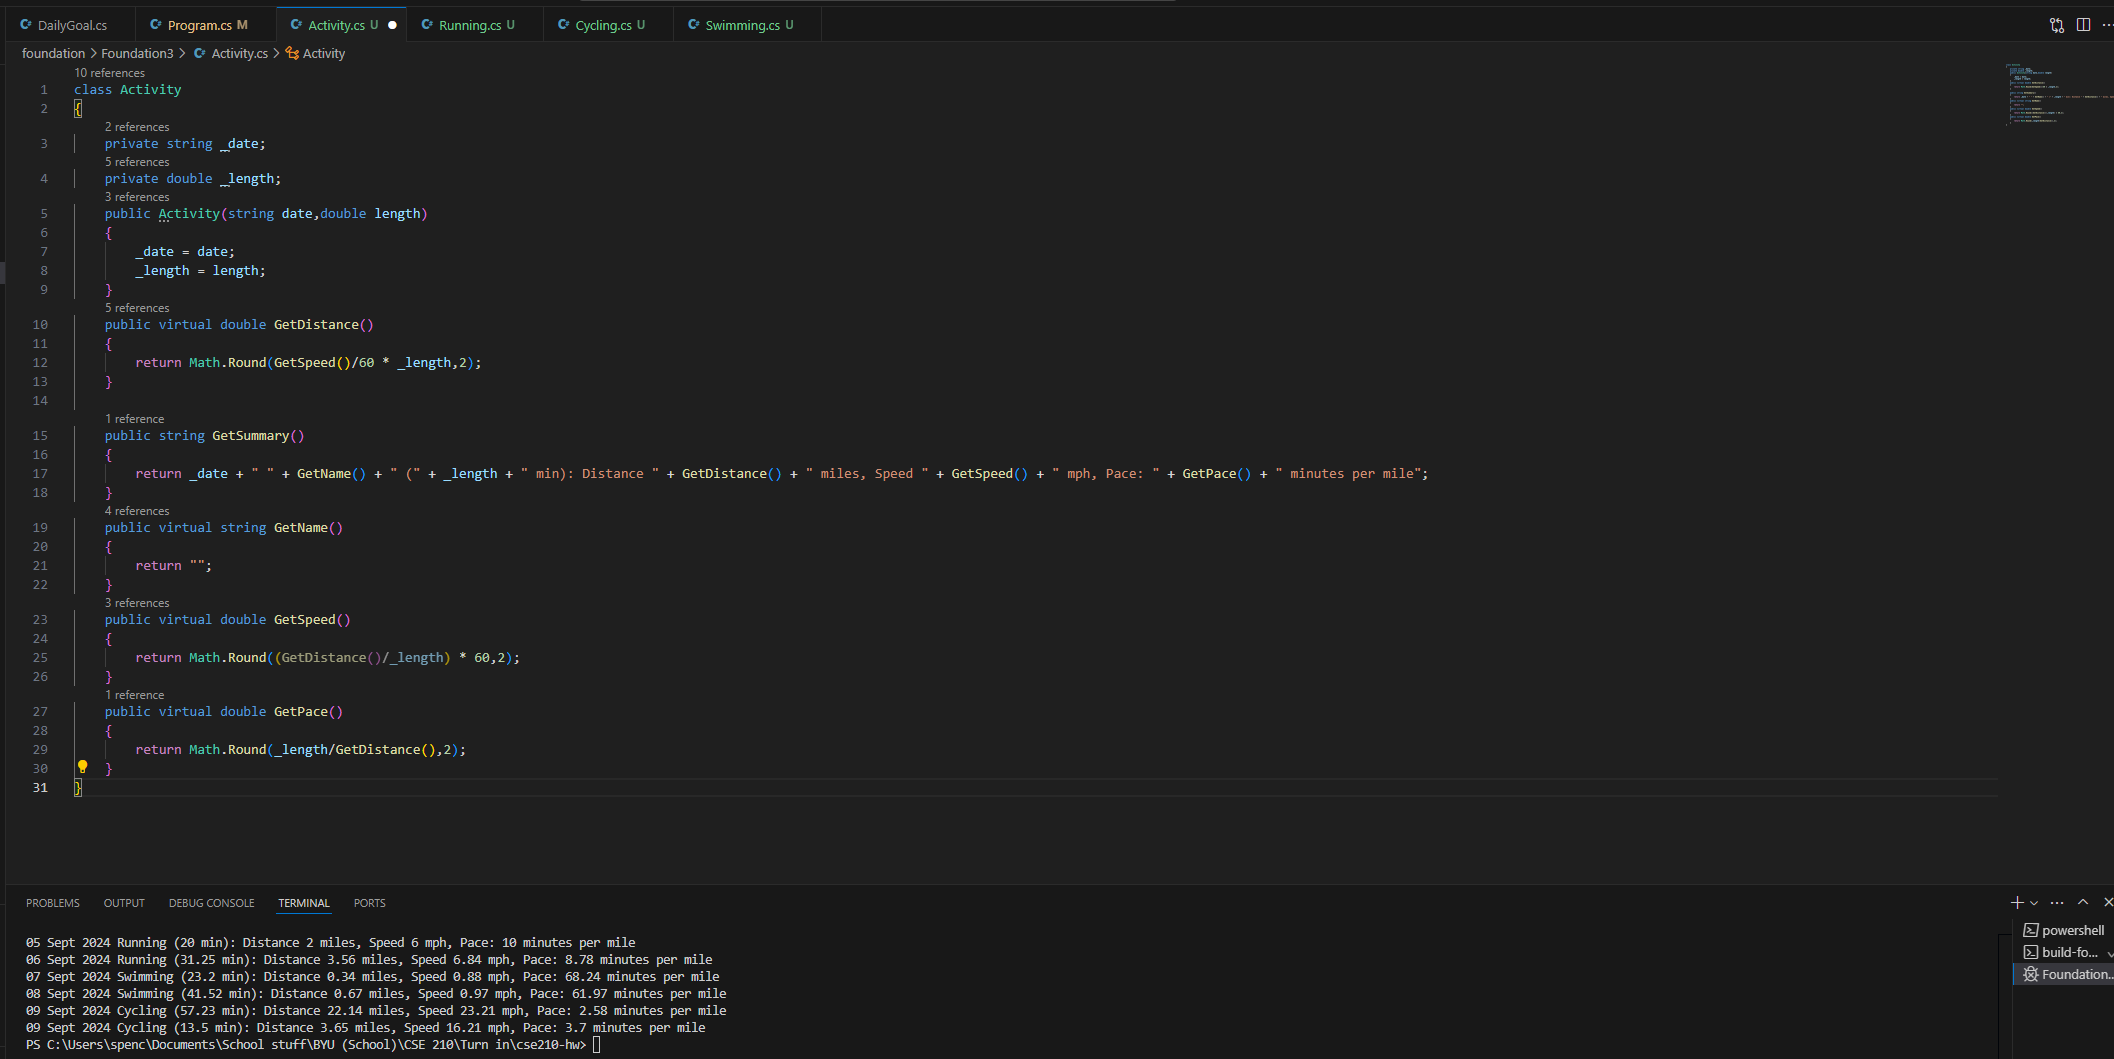 DailyGoal.cs Program.cs M Activity.cs U Running.cs U Cycling.cs U Swimming.cs U
foundation > Foundation3 > Activity.cs > Activity
10 references
1 class Activity
2 {
2 references
3 private string _date;
5 references
4 private double _length;
3 references
5 public Activity(string date,double length)
6 {
7 _date = date;
8 _length = length;
9 }
5 references
10 public virtual double GetDistance()
11 {
12 return Math.Round(GetSpeed()/60 * _length,2);
13 }
14
1 reference
15 public string GetSummary()
16 {
17 return _date + " " + GetName() + " (" + _length + " min): Distance " + GetDistance() + " miles, Speed " + GetSpeed() + " mph, Pace: " + GetPace() + " minutes per mile";
18 }
4 references
19 public virtual string GetName()
20 {
21 return "";
22 }
3 references
23 public virtual double GetSpeed()
24 {
25 return Math.Round((GetDistance()/_length) * 60,2);
26 }
1 reference
27 public virtual double GetPace()
28 {
29 return Math.Round(_length/GetDistance(),2);
30 }
31 }
PROBLEMS OUTPUT DEBUG CONSOLE TERMINAL PORTS
05 Sept 2024 Running (20 min): Distance 2 miles, Speed 6 mph, Pace: 10 minutes per mile
06 Sept 2024 Running (31.25 min): Distance 3.56 miles, Speed 6.84 mph, Pace: 8.78 minutes per mile
07 Sept 2024 Swimming (23.2 min): Distance 0.34 miles, Speed 0.88 mph, Pace: 68.24 minutes per mile
08 Sept 2024 Swimming (41.52 min): Distance 0.67 miles, Speed 0.97 mph, Pace: 61.97 minutes per mile
09 Sept 2024 Cycling (57.23 min): Distance 22.14 miles, Speed 23.21 mph, Pace: 2.58 minutes per mile
09 Sept 2024 Cycling (13.5 min): Distance 3.65 miles, Speed 16.21 mph, Pace: 3.7 minutes per mile
PS C:\Users\spenc\Documents\School stuff\BYU (School)\CSE 210\Turn in\cse210-hw>
powershell
build-fo...
Foundation...